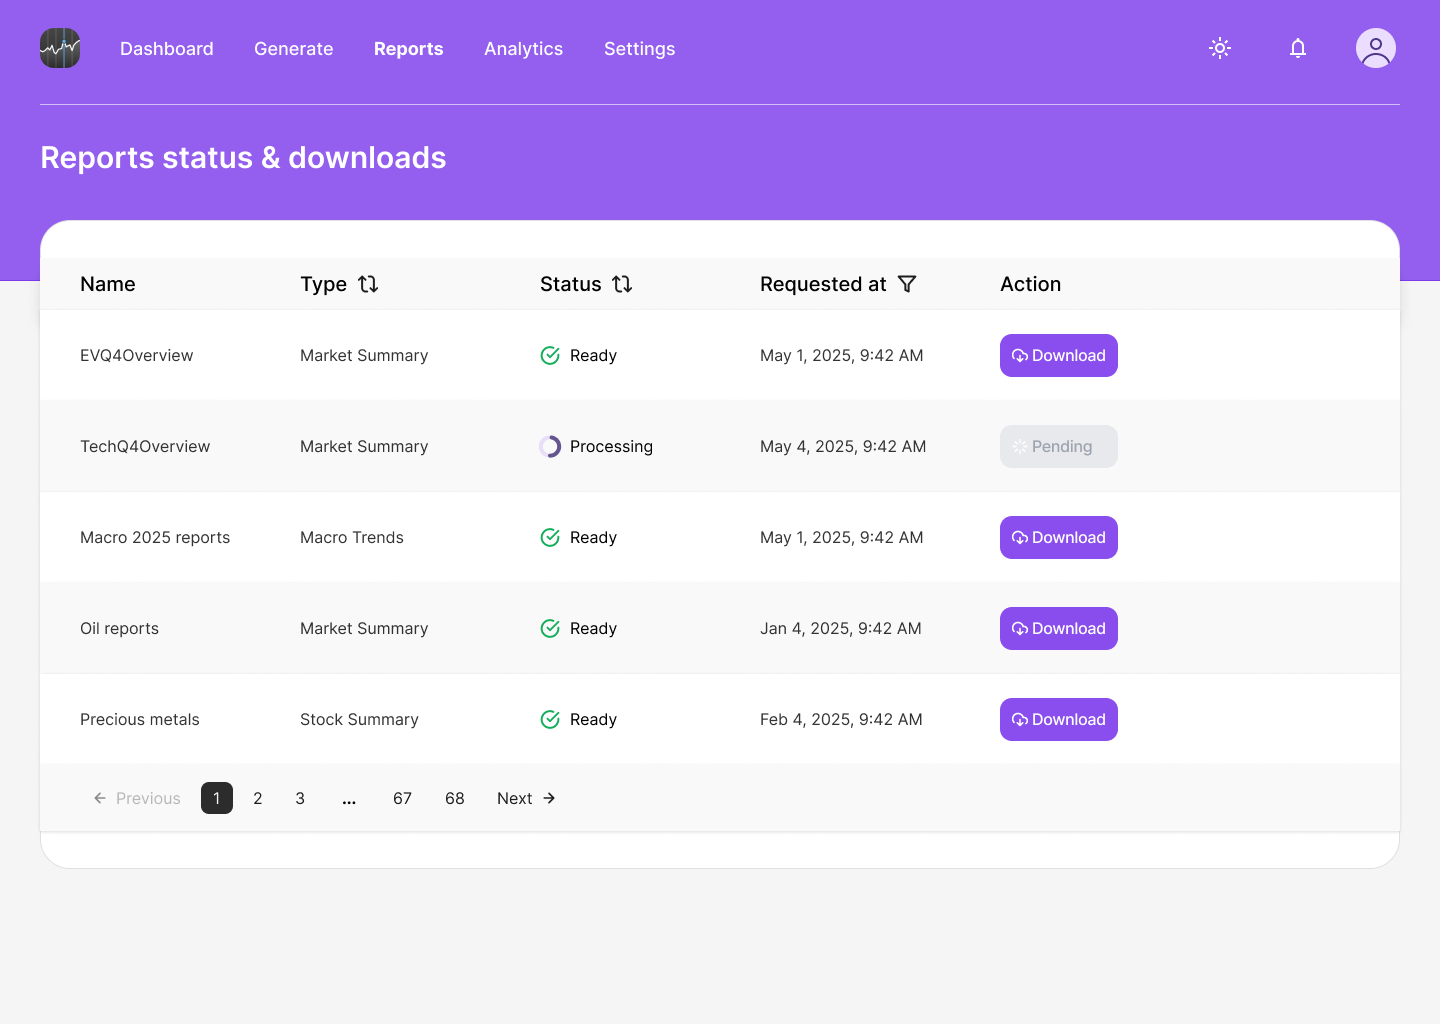 Dashboard Generate Reports Analytics Settings
Reports status & downloads
Name Type Status Requested at Action
EVQ4Overview Market Summary Ready May 1, 2025, 9:42 AM Download
TechQ4Overview Market Summary Processing May 4, 2025, 9:42 AM Pending
Macro 2025 reports Macro Trends Ready May 1, 2025, 9:42 AM Download
Oil reports Market Summary Ready Jan 4, 2025, 9:42 AM Download
Precious metals Stock Summary Ready Feb 4, 2025, 9:42 AM Download
Previous 1 2 3 ... 67 68 Next